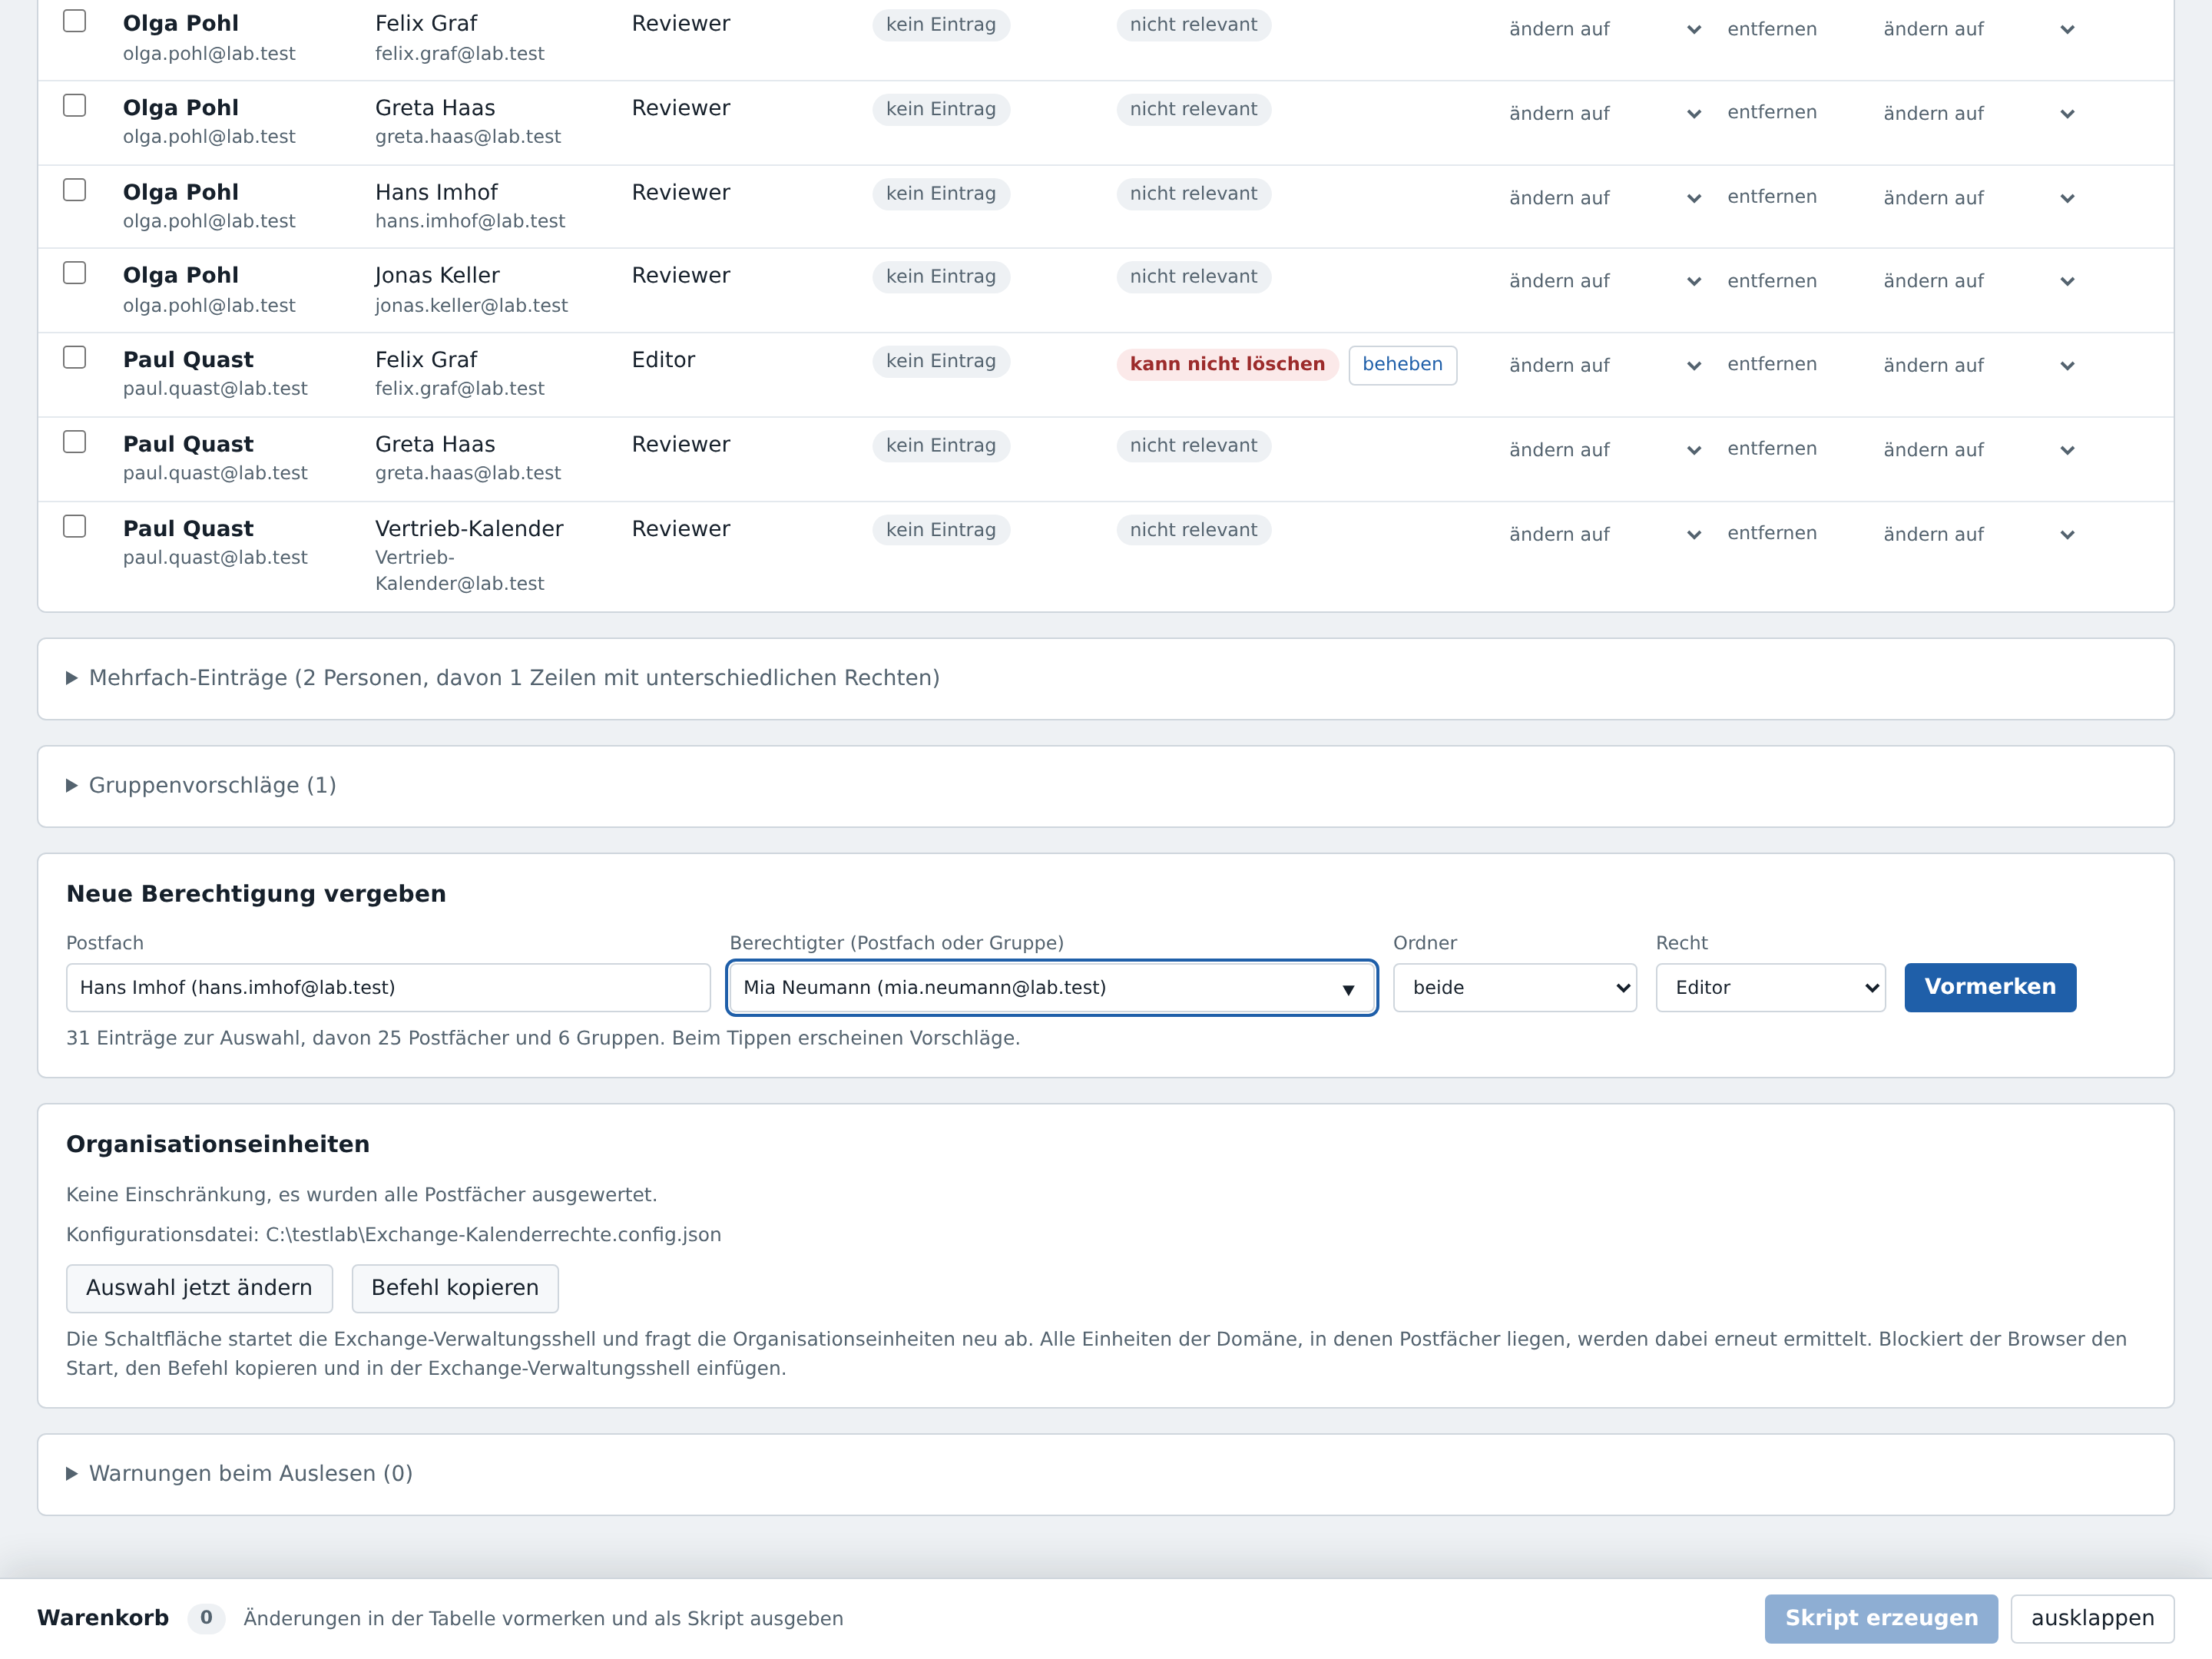 Olga Pohl Felix Graf Reviewer kein Eintrag nicht relevant ändern auf entfernen ändern auf
olga.pohl@lab.test felix.graf@lab.test
Olga Pohl Greta Haas Reviewer kein Eintrag nicht relevant ändern auf entfernen ändern auf
olga.pohl@lab.test greta.haas@lab.test
Olga Pohl Hans Imhof Reviewer kein Eintrag nicht relevant ändern auf entfernen ändern auf
olga.pohl@lab.test hans.imhof@lab.test
Olga Pohl Jonas Keller Reviewer kein Eintrag nicht relevant ändern auf entfernen ändern auf
olga.pohl@lab.test jonas.keller@lab.test
Paul Quast Felix Graf Editor kein Eintrag kann nicht löschen beheben ändern auf entfernen ändern auf
paul.quast@lab.test felix.graf@lab.test
Paul Quast Greta Haas Reviewer kein Eintrag nicht relevant ändern auf entfernen ändern auf
paul.quast@lab.test greta.haas@lab.test
Paul Quast Vertrieb-Kalender Reviewer kein Eintrag nicht relevant ändern auf entfernen ändern auf
paul.quast@lab.test Vertrieb-
Kalender@lab.test
Mehrfach-Einträge (2 Personen, davon 1 Zeilen mit unterschiedlichen Rechten)
Gruppenvorschläge (1)
Neue Berechtigung vergeben
Postfach Berechtigter (Postfach oder Gruppe) Ordner Recht
Hans Imhof (hans.imhof@lab.test) Mia Neumann (mia.neumann@lab.test) beide Editor Vormerken
31 Einträge zur Auswahl, davon 25 Postfächer und 6 Gruppen. Beim Tippen erscheinen Vorschläge.
Organisationseinheiten
Keine Einschränkung, es wurden alle Postfächer ausgewertet.
Konfigurationsdatei: C:\testlab\Exchange-Kalenderrechte.config.json
Auswahl jetzt ändern Befehl kopieren
Die Schaltfläche startet die Exchange-Verwaltungsshell und fragt die Organisationseinheiten neu ab. Alle Einheiten der Domäne, in denen Postfächer liegen, werden dabei erneut ermittelt. Blockiert der Browser den
Start, den Befehl kopieren und in der Exchange-Verwaltungsshell einfügen.
Warnungen beim Auslesen (0)
Warenkorb 0 Änderungen in der Tabelle vormerken und als Skript ausgeben Skript erzeugen ausklappen